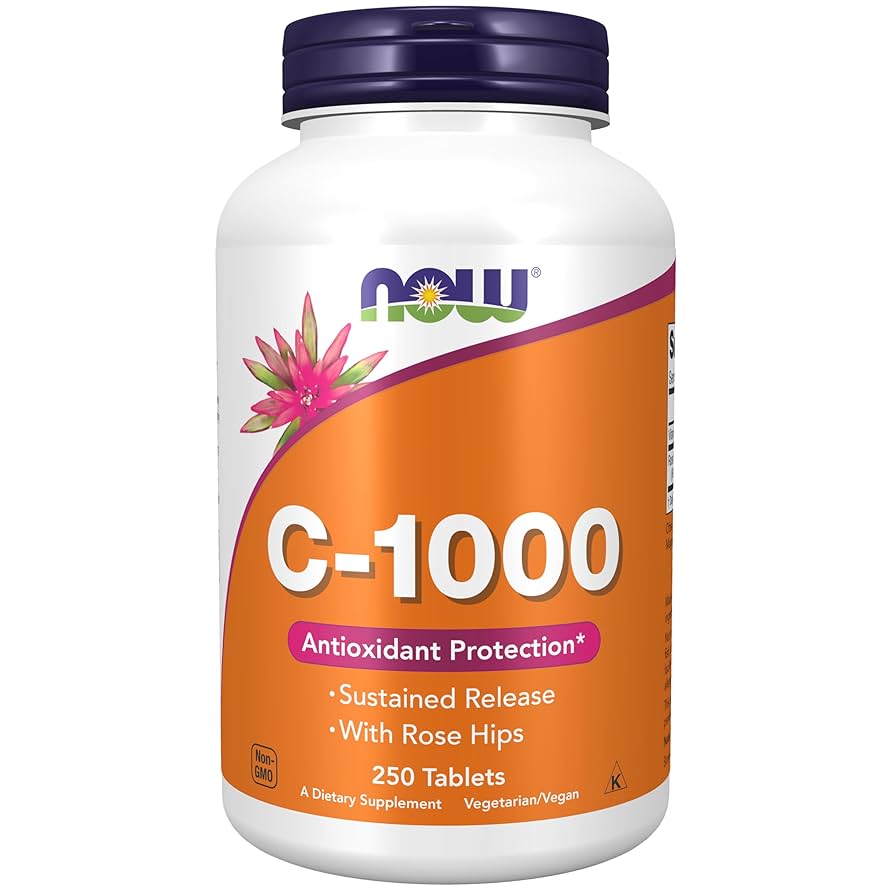 now®
C-1000
Antioxidant Protection*
•Sustained Release
•With Rose Hips
250 Tablets
Non-
GMO
A Dietary Supplement Vegetarian/Vegan
K